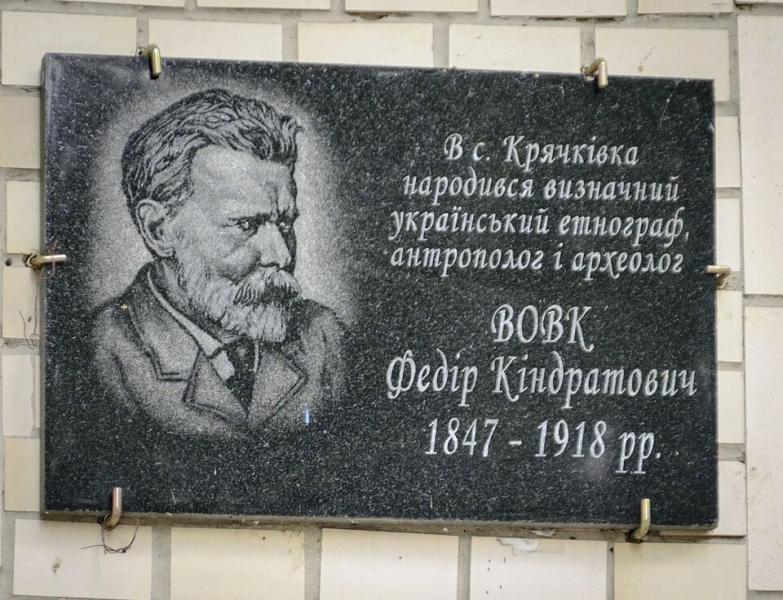 В с. Крячківка
народився визначний
український етнограф,
антрополог і археолог
ВОВК
Федір Кіндратович
1847 - 1918 рр.